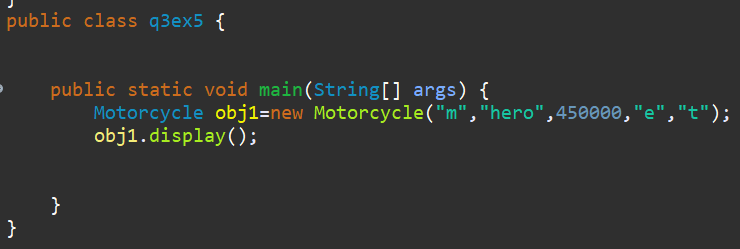 }
public class q3ex5 {
public static void main(String[] args) {
Motorcycle obj1=new Motorcycle("m","hero",450000,"e","t");
obj1.display();
}
}